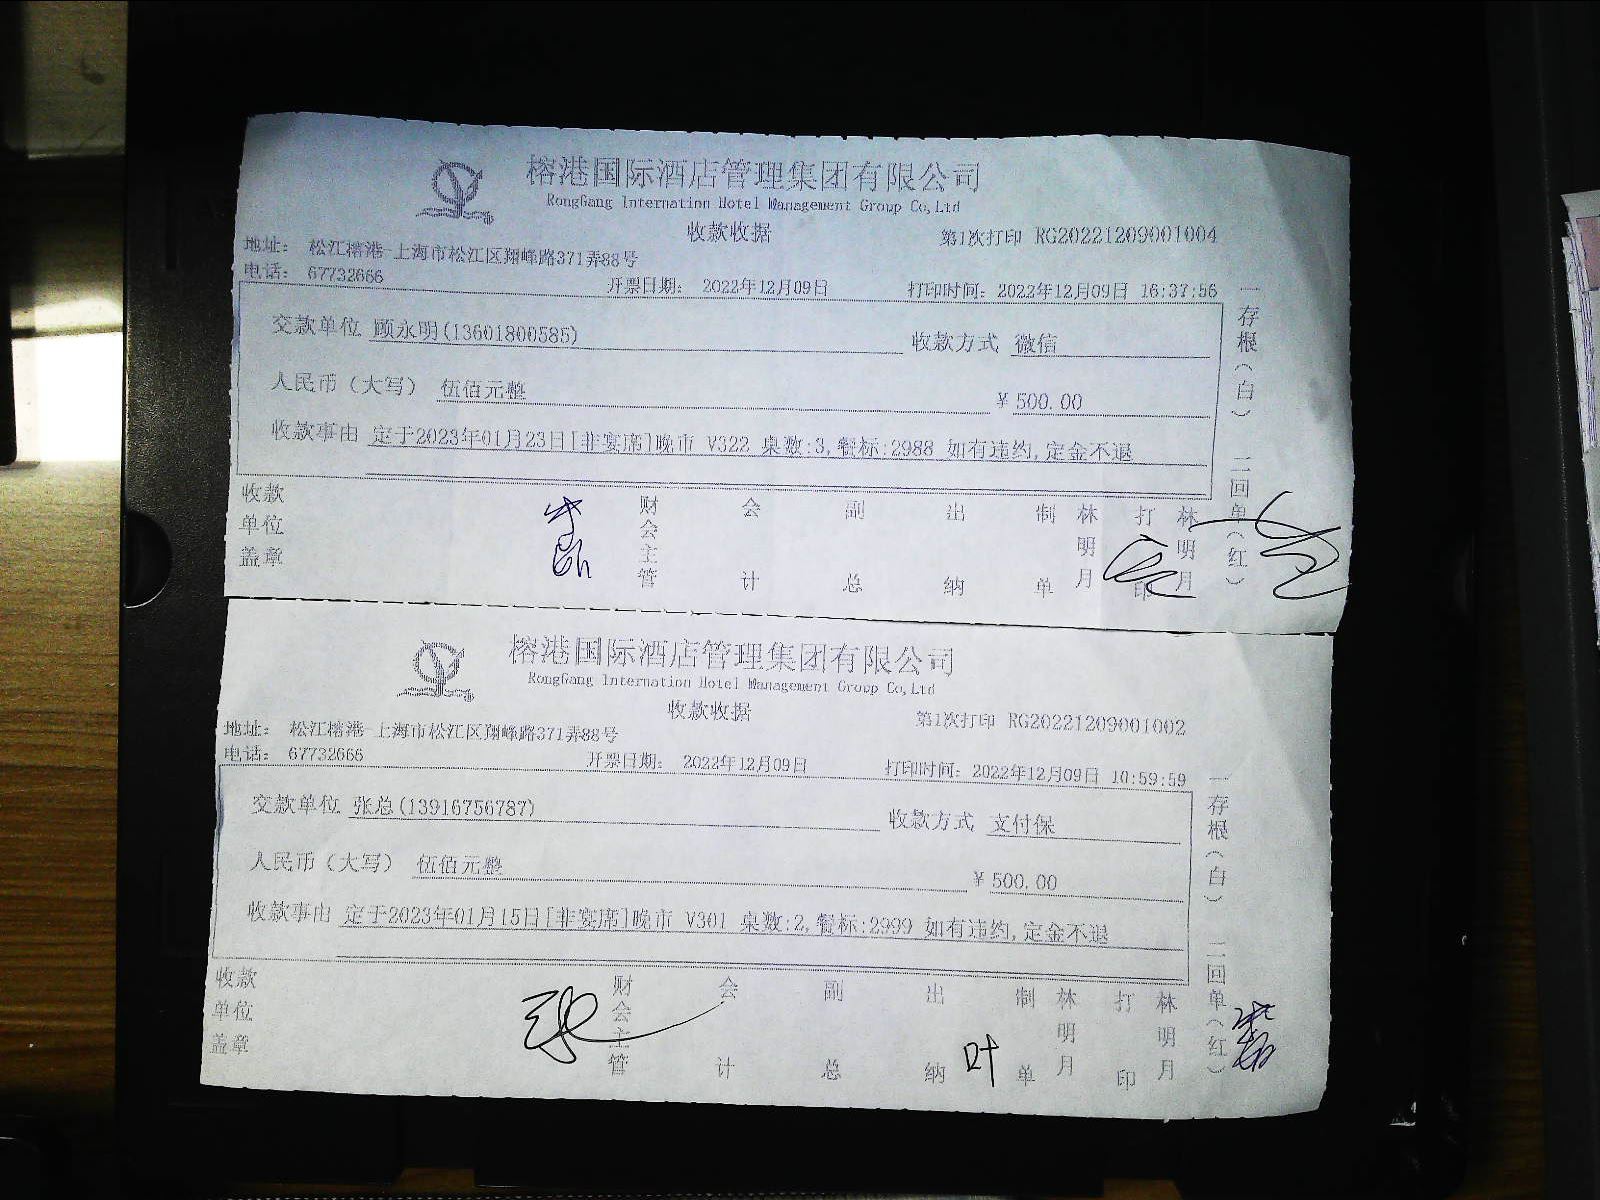 榕港国际酒店管理集团有限公司
RongGang Internation Hotel Management Group Co,Ltd
收款收据
第1次打印 RG20221209001004
地址： 松江榕港-上海市松江区翔峰路371弄88号
电话： 67732666
开票日期： 2022年12月09日
打印时间：2022年12月09日 16:37:56
交款单位 顾永明(13601800585)
收款方式 微信
人民币（大写） 伍佰元整
¥ 500.00
收款事由 定于2023年01月23日[非宴席]晚市 V322 桌数:3,餐标:2988 如有违约,定金不退
一存根（白） 二回单（红）
收款单位盖章
财会主管 会计 副总 出纳 制单 林明月 打印 林明月
榕港国际酒店管理集团有限公司
RongGang Internation Hotel Management Group Co,Ltd
收款收据
第1次打印 RG20221209001002
地址： 松江榕港-上海市松江区翔峰路371弄88号
电话： 67732666
开票日期： 2022年12月09日
打印时间：2022年12月09日 10:59:59
交款单位 张总(13916756787)
收款方式 支付保
人民币（大写） 伍佰元整
¥ 500.00
收款事由 定于2023年01月15日[非宴席]晚市 V301 桌数:2,餐标:2999 如有违约,定金不退
一存根（白） 二回单（红）
收款单位盖章
财会主管 会计 副总 出纳 叶 制单 林明月 打印 林明月